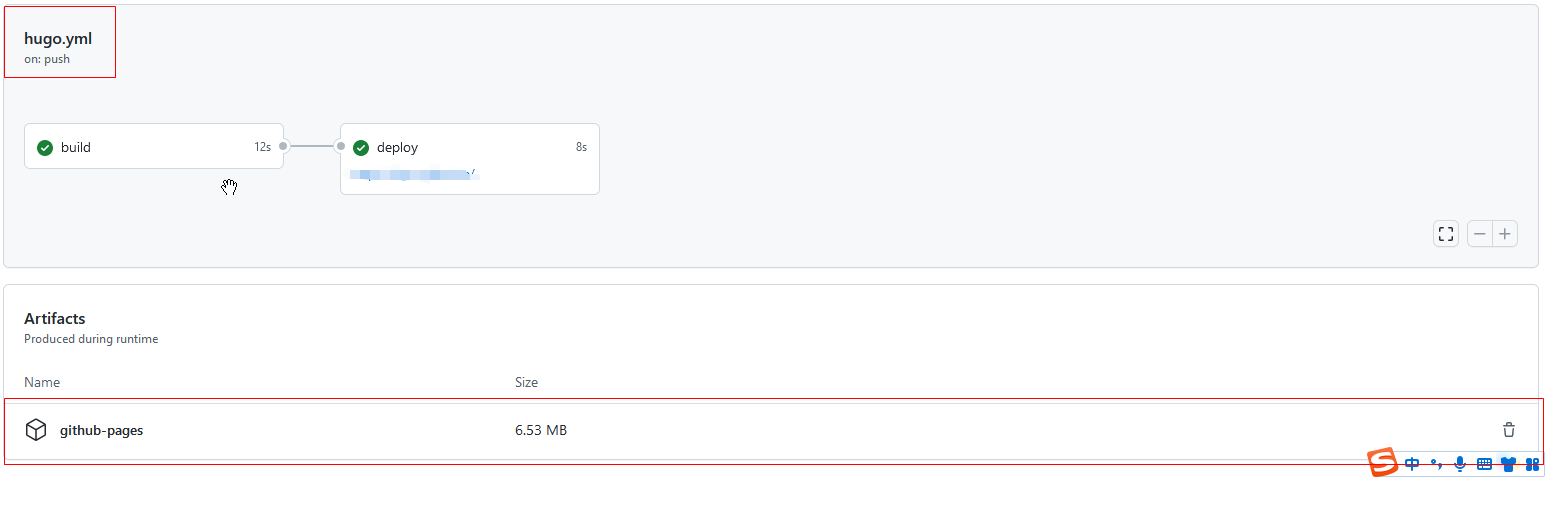 hugo.yml
on: push
build 12s
deploy 8s
Artifacts
Produced during runtime
Name Size
github-pages 6.53 MB
中